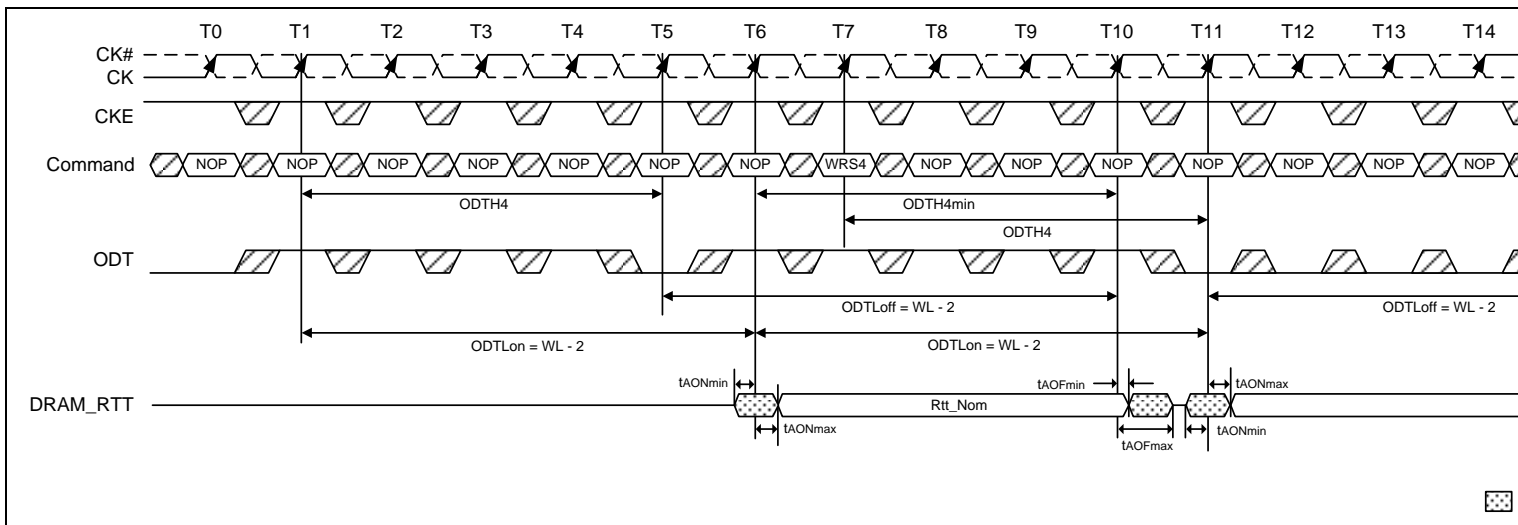 T0 T1 T2 T3 T4 T5 T6 T7 T8 T9 T10 T11 T12 T13 T14
CK#
CK
CKE
Command NOP NOP NOP NOP NOP NOP NOP WRS4 NOP NOP NOP NOP NOP NOP NOP
ODTH4 ODTH4min
ODTH4
ODT
ODTLoff = WL - 2 ODTLoff = WL - 2
ODTLon = WL - 2 ODTLon = WL - 2
tAONmin tAOFmin tAONmax
DRAM_RTT Rtt_Nom
tAONmax tAOFmax tAONmin